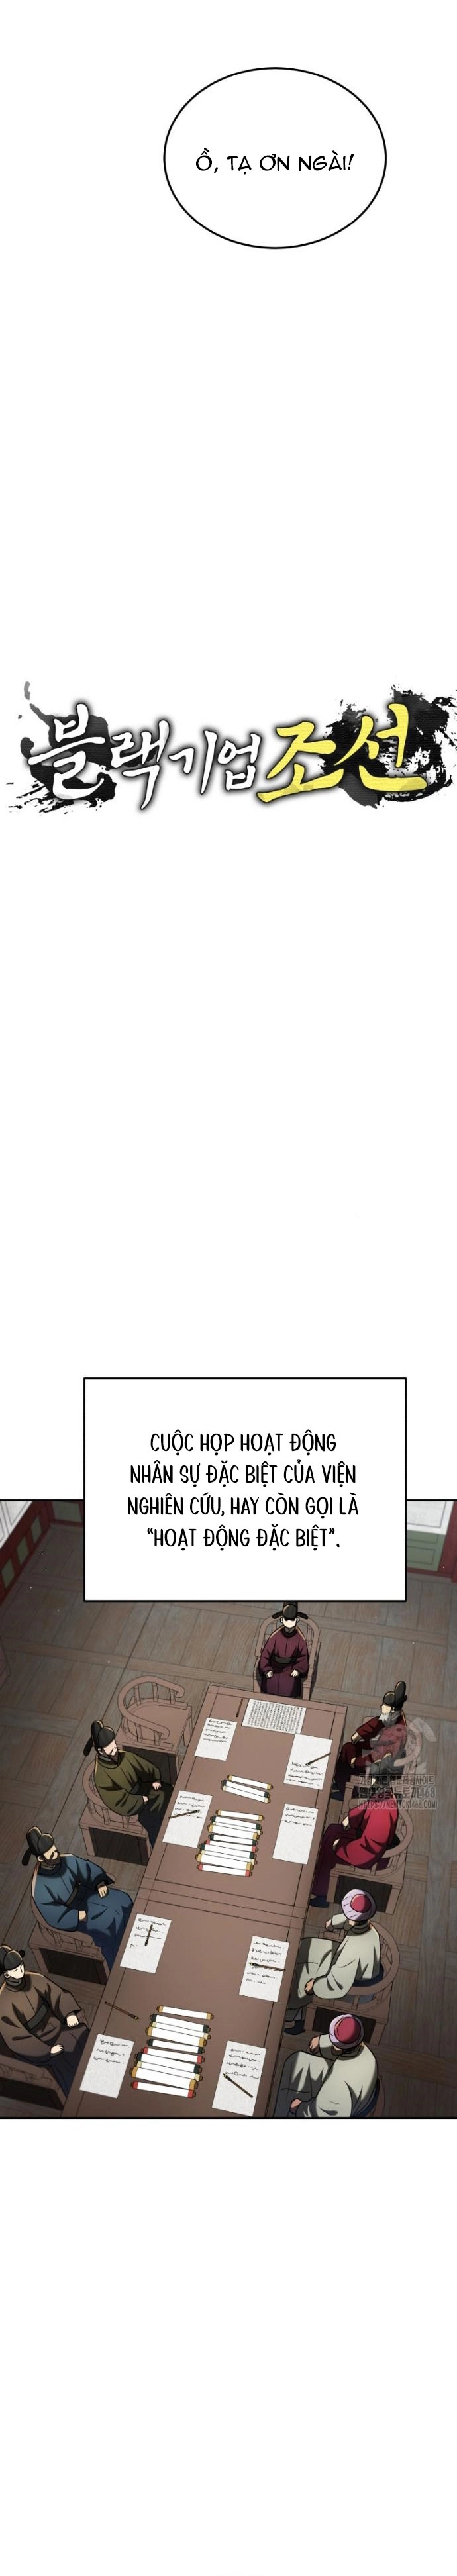 Ồ, TẠ ƠN NGÀI!
블랙기업조선
CUỘC HỌP HOẠT ĐỘNG
NHÂN SỰ ĐẶC BIỆT CỦA VIỆN
NGHIÊN CỨU, HAY CÒN GỌI LÀ
"HOẠT ĐỘNG ĐẶC BIỆT".